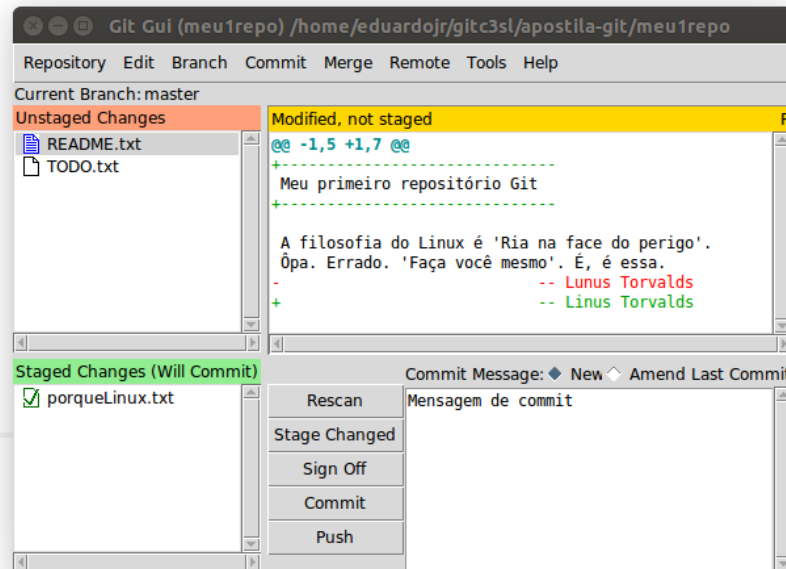 Git Gui (meu1repo) /home/eduardojr/gitc3sl/apostila-git/meu1repo
Repository Edit Branch Commit Merge Remote Tools Help
Current Branch: master
Unstaged Changes
README.txt
TODO.txt
Modified, not staged
@@ -1,5 +1,7 @@
+------------------------------
Meu primeiro repositório Git
+------------------------------
A filosofia do Linux é 'Ria na face do perigo'.
Ôpa. Errado. 'Faça você mesmo'. É, é essa.
- -- Lunus Torvalds
+ -- Linus Torvalds
Staged Changes (Will Commit)
porqueLinux.txt
Rescan
Stage Changed
Sign Off
Commit
Push
Commit Message: New Amend Last Commit
Mensagem de commit